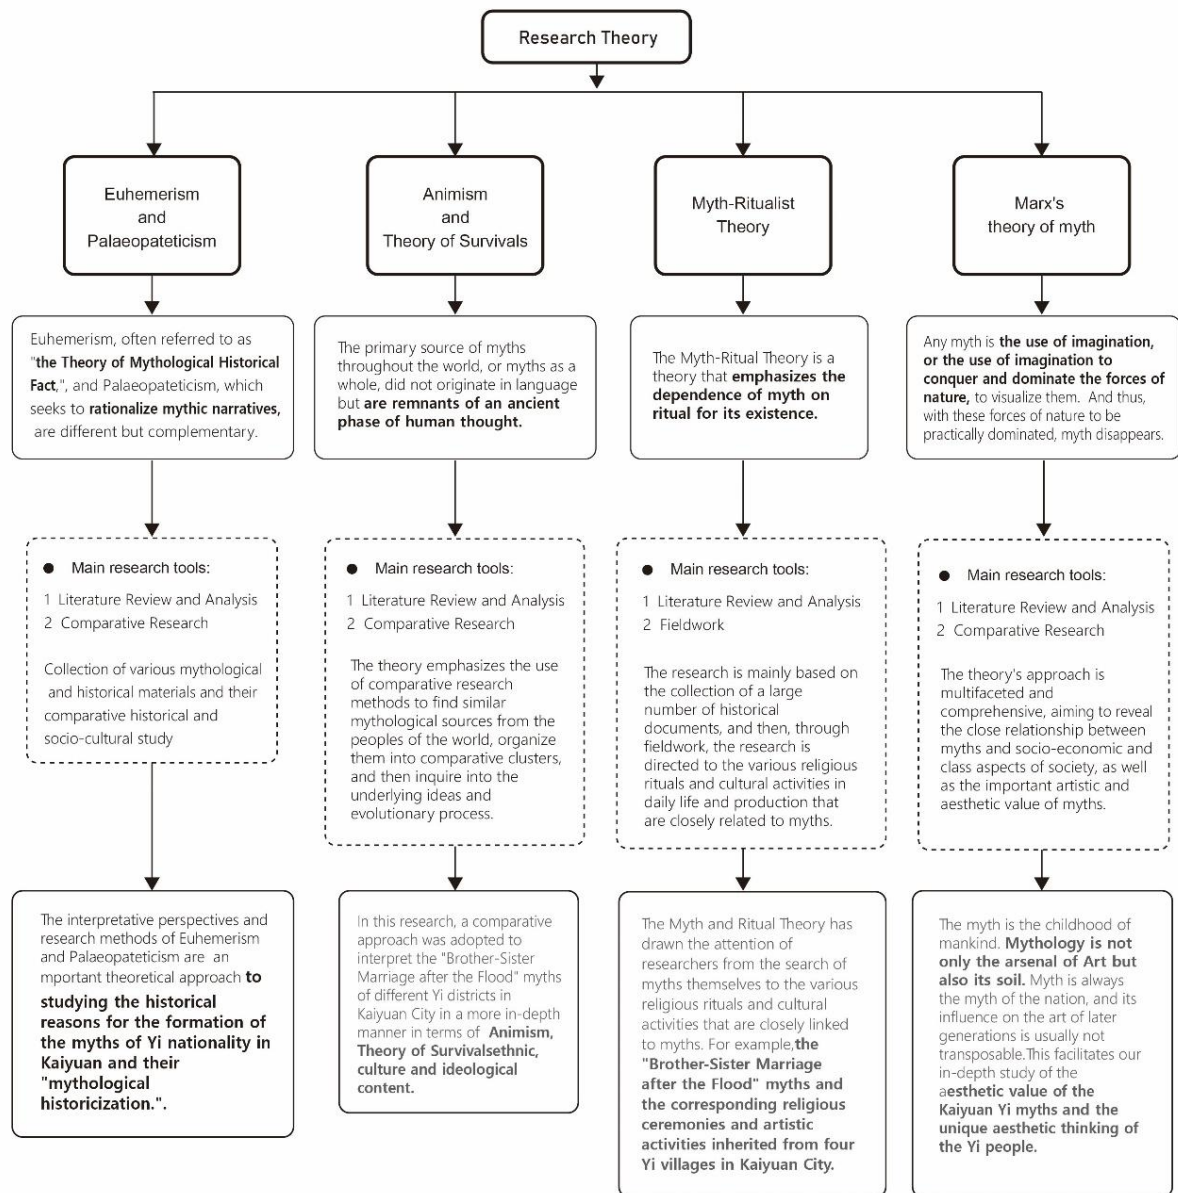 Research Theory
Euhemerism
and
Palaeopateticism
Animism
and
Theory of Survivals
Myth-Ritualist
Theory
Marx's
theory of myth
Euhemerism, often referred to as
"the Theory of Mythological Historical
Fact,", and Palaeopateticism, which
seeks to rationalize mythic narratives,
are different but complementary.
The primary source of myths
throughout the world, or myths as a
whole, did not originate in language
but are remnants of an ancient
phase of human thought.
The Myth-Ritual Theory is a
theory that emphasizes the
dependence of myth on
ritual for its existence.
Any myth is the use of imagination,
or the use of imagination to
conquer and dominate the forces of
nature, to visualize them. And thus,
with these forces of nature to be
practically dominated, myth disappears.
● Main research tools:
1 Literature Review and Analysis
2 Comparative Research
Collection of various mythological
and historical materials and their
comparative historical and
socio-cultural study
● Main research tools:
1 Literature Review and Analysis
2 Comparative Research
The theory emphasizes the use
of comparative research
methods to find similar
mythological sources from the
peoples of the world, organize
them into comparative clusters,
and then inquire into the
underlying ideas and
evolutionary process.
● Main research tools:
1 Literature Review and Analysis
2 Fieldwork
The research is mainly based on
the collection of a large
number of historical
documents, and then, through
fieldwork, the research is
directed to the various religious
rituals and cultural activities in
daily life and production that
are closely related to myths.
● Main research tools:
1 Literature Review and Analysis
2 Comparative Research
The theory's approach is
multifaceted and
comprehensive, aiming to reveal
the close relationship between
myths and socio-economic and
class aspects of society, as well
as the important artistic and
aesthetic value of myths.
The interpretative perspectives and
research methods of Euhemerism
and Palaeopateticism are an
mportant theoretical approach to
studying the historical
reasons for the formation of
the myths of Yi nationality in
Kaiyuan and their
"mythological
historicization.".
In this research, a comparative
approach was adopted to
interpret the "Brother-Sister
Marriage after the Flood" myths
of different Yi districts in
Kaiyuan City in a more in-depth
manner in terms of Animism,
Theory of Survivalsethnic,
culture and ideological
content.
The Myth and Ritual Theory has
drawn the attention of
researchers from the search of
myths themselves to the various
religious rituals and cultural
activities that are closely linked
to myths. For example,the
"Brother-Sister Marriage
after the Flood" myths and
the corresponding religious
ceremonies and artistic
activities inherited from four
Yi villages in Kaiyuan City.
The myth is the childhood of
mankind. Mythology is not
only the arsenal of Art but
also its soil. Myth is always
the myth of the nation, and its
influence on the art of later
generations is usually not
transposable.This facilitates our
in-depth study of the
aesthetic value of the
Kaiyuan Yi myths and the
unique aesthetic thinking of
the Yi people.